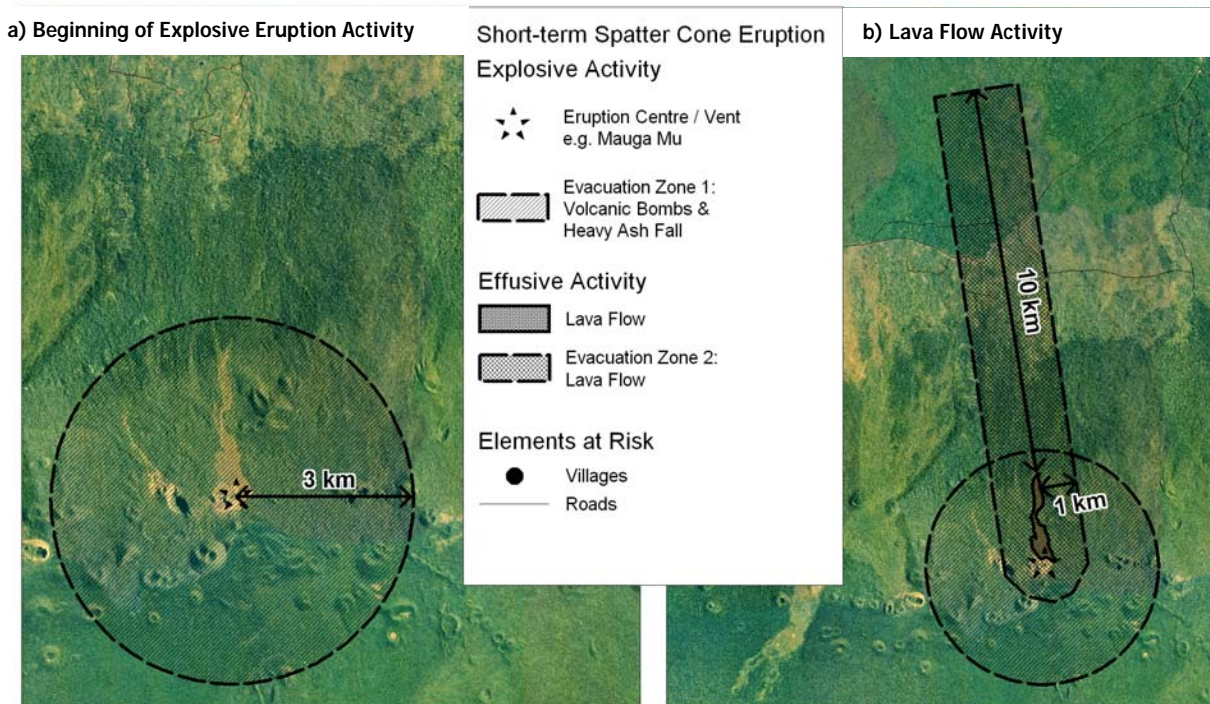 a) Beginning of Explosive Eruption Activity
3 km
Short-term Spatter Cone Eruption
Explosive Activity
Eruption Centre / Vent
e.g. Mauga Mu
Evacuation Zone 1:
Volcanic Bombs &
Heavy Ash Fall
Effusive Activity
Lava Flow
Evacuation Zone 2:
Lava Flow
Elements at Risk
Villages
Roads
b) Lava Flow Activity
10 km
1 km